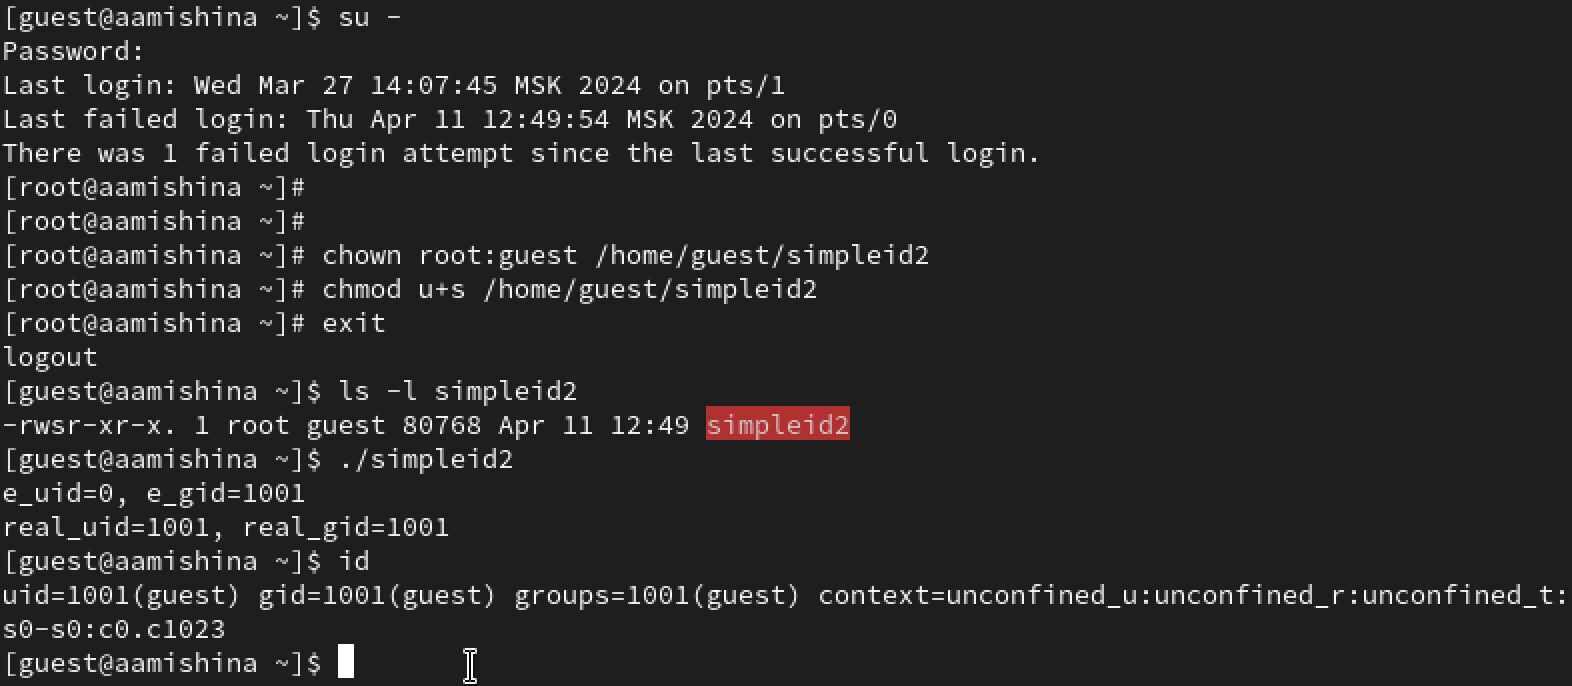 [guest@aamishina ~]$ su -
Password:
Last login: Wed Mar 27 14:07:45 MSK 2024 on pts/1
Last failed login: Thu Apr 11 12:49:54 MSK 2024 on pts/0
There was 1 failed login attempt since the last successful login.
[root@aamishina ~]#
[root@aamishina ~]#
[root@aamishina ~]# chown root:guest /home/guest/simpleid2
[root@aamishina ~]# chmod u+s /home/guest/simpleid2
[root@aamishina ~]# exit
logout
[guest@aamishina ~]$ ls -l simpleid2
-rwsr-xr-x. 1 root guest 80768 Apr 11 12:49 simpleid2
[guest@aamishina ~]$ ./simpleid2
e_uid=0, e_gid=1001
real_uid=1001, real_gid=1001
[guest@aamishina ~]$ id
uid=1001(guest) gid=1001(guest) groups=1001(guest) context=unconfined_u:unconfined_r:unconfined_t:
s0-s0:c0.c1023
[guest@aamishina ~]$